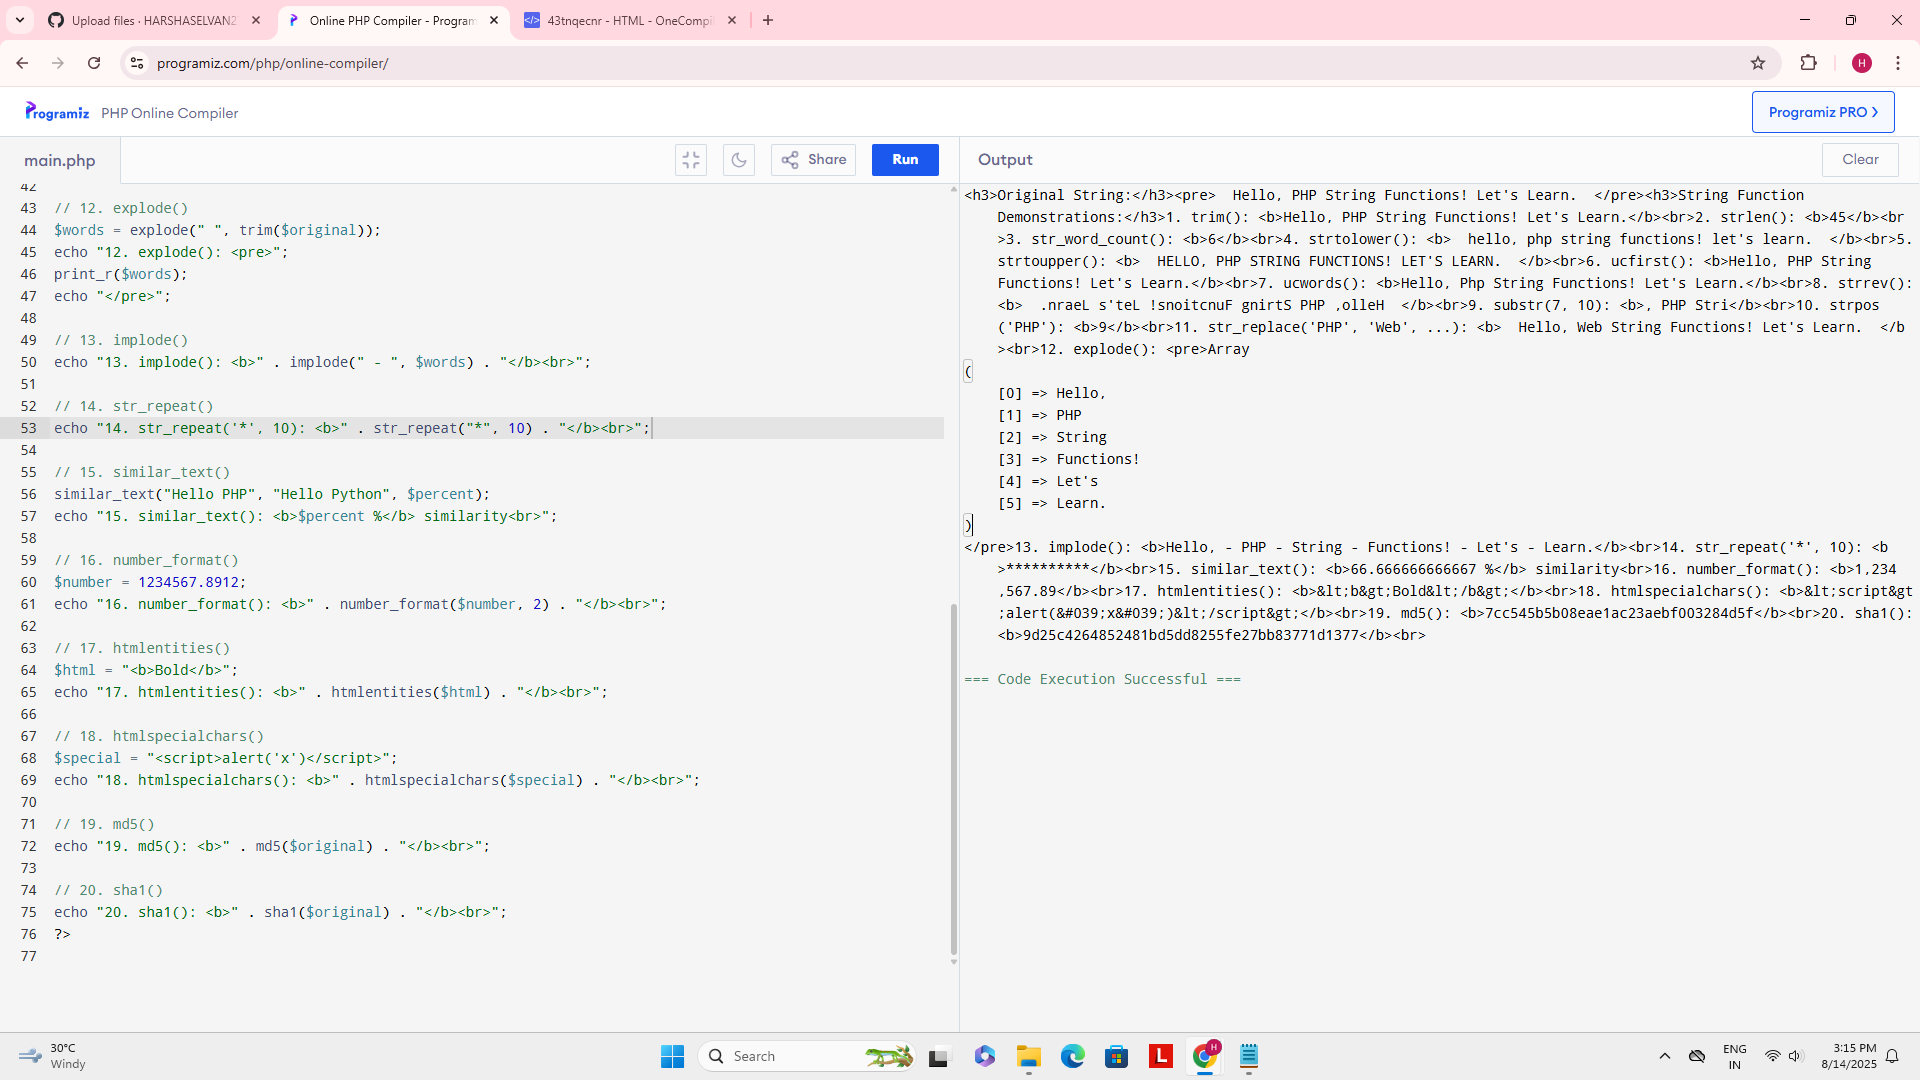 Upload files · HARSHASELVAN2
Online PHP Compiler - Program
43tnqecnr - HTML - OneCompil
programiz.com/php/online-compiler/
H
Programiz
PHP Online Compiler
Programiz PRO ›
main.php
Share
Run
Output
Clear
42
43 // 12. explode()
44 $words = explode(" ", trim($original));
45 echo "12. explode(): <pre>";
46 print_r($words);
47 echo "</pre>";
48
49 // 13. implode()
50 echo "13. implode(): <b>" . implode(" - ", $words) . "</b><br>";
51
52 // 14. str_repeat()
53 echo "14. str_repeat('*', 10): <b>" . str_repeat("*", 10) . "</b><br>";
54
55 // 15. similar_text()
56 similar_text("Hello PHP", "Hello Python", $percent);
57 echo "15. similar_text(): <b>$percent %</b> similarity<br>";
58
59 // 16. number_format()
60 $number = 1234567.8912;
61 echo "16. number_format(): <b>" . number_format($number, 2) . "</b><br>";
62
63 // 17. htmlentities()
64 $html = "<b>Bold</b>";
65 echo "17. htmlentities(): <b>" . htmlentities($html) . "</b><br>";
66
67 // 18. htmlspecialchars()
68 $special = "<script>alert('x')</script>";
69 echo "18. htmlspecialchars(): <b>" . htmlspecialchars($special) . "</b><br>";
70
71 // 19. md5()
72 echo "19. md5(): <b>" . md5($original) . "</b><br>";
73
74 // 20. sha1()
75 echo "20. sha1(): <b>" . sha1($original) . "</b><br>";
76 ?>
77
<h3>Original String:</h3><pre>  Hello, PHP String Functions! Let's Learn.  </pre><h3>String Function
Demonstrations:</h3>1. trim(): <b>Hello, PHP String Functions! Let's Learn.</b><br>2. strlen(): <b>45</b><br
>3. str_word_count(): <b>6</b><br>4. strtolower(): <b>  hello, php string functions! let's learn.  </b><br>5.
strtoupper(): <b>  HELLO, PHP STRING FUNCTIONS! LET'S LEARN.  </b><br>6. ucfirst(): <b>Hello, PHP String
Functions! Let's Learn.</b><br>7. ucwords(): <b>Hello, Php String Functions! Let's Learn.</b><br>8. strrev():
<b>  .nraeL s'teL !snoitcnuF gnirtS PHP ,olleH  </b><br>9. substr(7, 10): <b>, PHP Stri</b><br>10. strpos
('PHP'): <b>9</b><br>11. str_replace('PHP', 'Web', ...): <b>  Hello, Web String Functions! Let's Learn.  </b
><br>12. explode(): <pre>Array
(
[0] => Hello,
[1] => PHP
[2] => String
[3] => Functions!
[4] => Let's
[5] => Learn.
)
</pre>13. implode(): <b>Hello, - PHP - String - Functions! - Let's - Learn.</b><br>14. str_repeat('*', 10): <b
>**********</b><br>15. similar_text(): <b>66.666666666667 %</b> similarity<br>16. number_format(): <b>1,234
,567.89</b><br>17. htmlentities(): <b>&lt;b&gt;Bold&lt;/b&gt;</b><br>18. htmlspecialchars(): <b>&lt;script&gt
;alert(&#039;x&#039;)&lt;/script&gt;</b><br>19. md5(): <b>7cc545b5b08eae1ac23aebf003284d5f</b><br>20. sha1():
<b>9d25c4264852481bd5dd8255fe27bb83771d1377</b><br>
=== Code Execution Successful ===
30°C
Windy
Search
L
H
ENG
IN
3:15 PM
8/14/2025